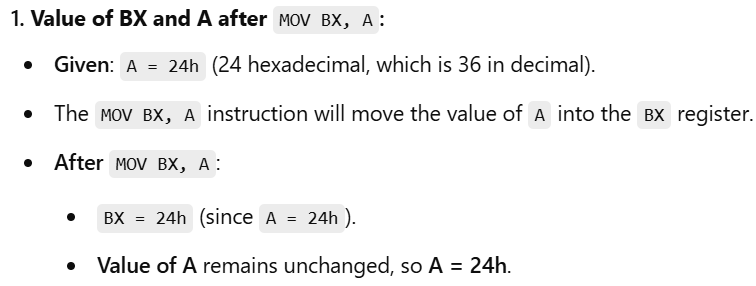 1. Value of BX and A after MOV BX, A:
• Given: A = 24h (24 hexadecimal, which is 36 in decimal).
• The MOV BX, A instruction will move the value of A into the BX register.
• After MOV BX, A:
• BX = 24h (since A = 24h).
• Value of A remains unchanged, so A = 24h.